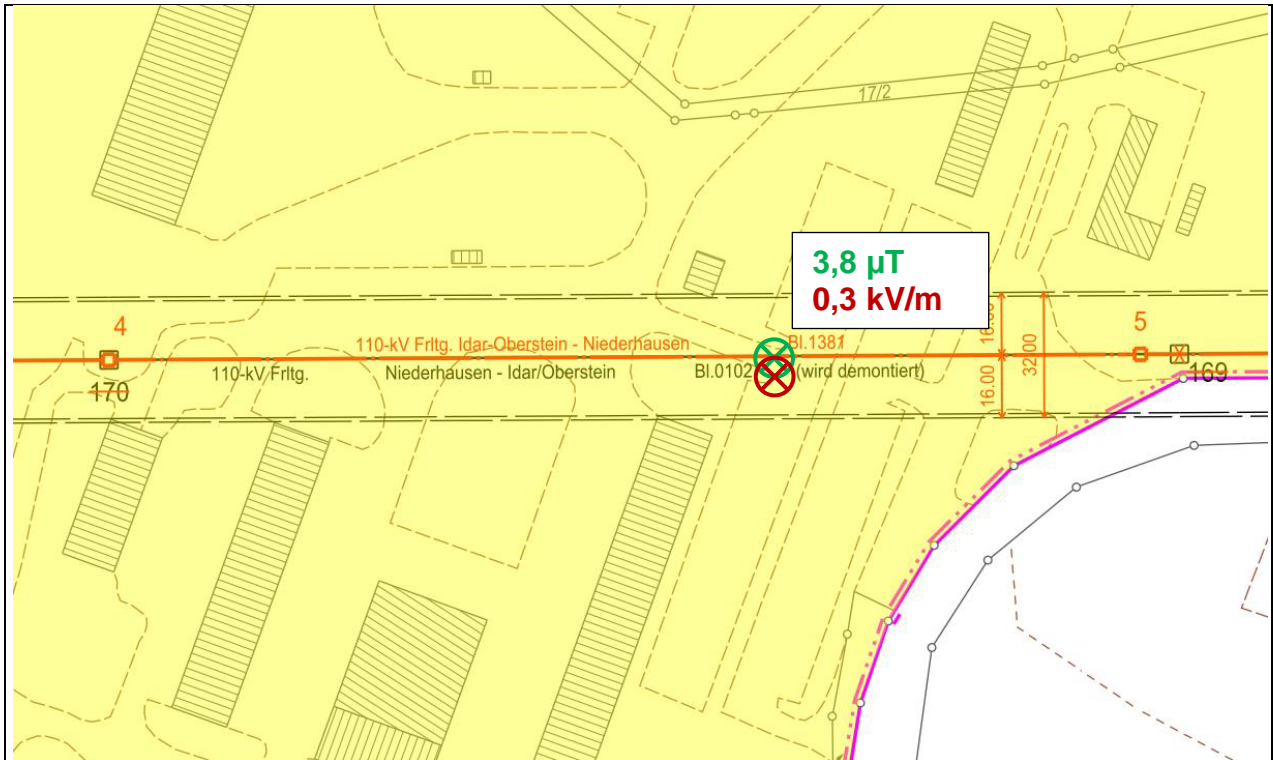 17/2
3,8 µT
0,3 kV/m
4
5
110-kV Frltg. Idar-Oberstein - Niederhausen
Bl.1381
16.00
32.00
170
110-kV Frltg.
Niederhausen - Idar/Oberstein
Bl.0102
(wird demontiert)
16.00
169